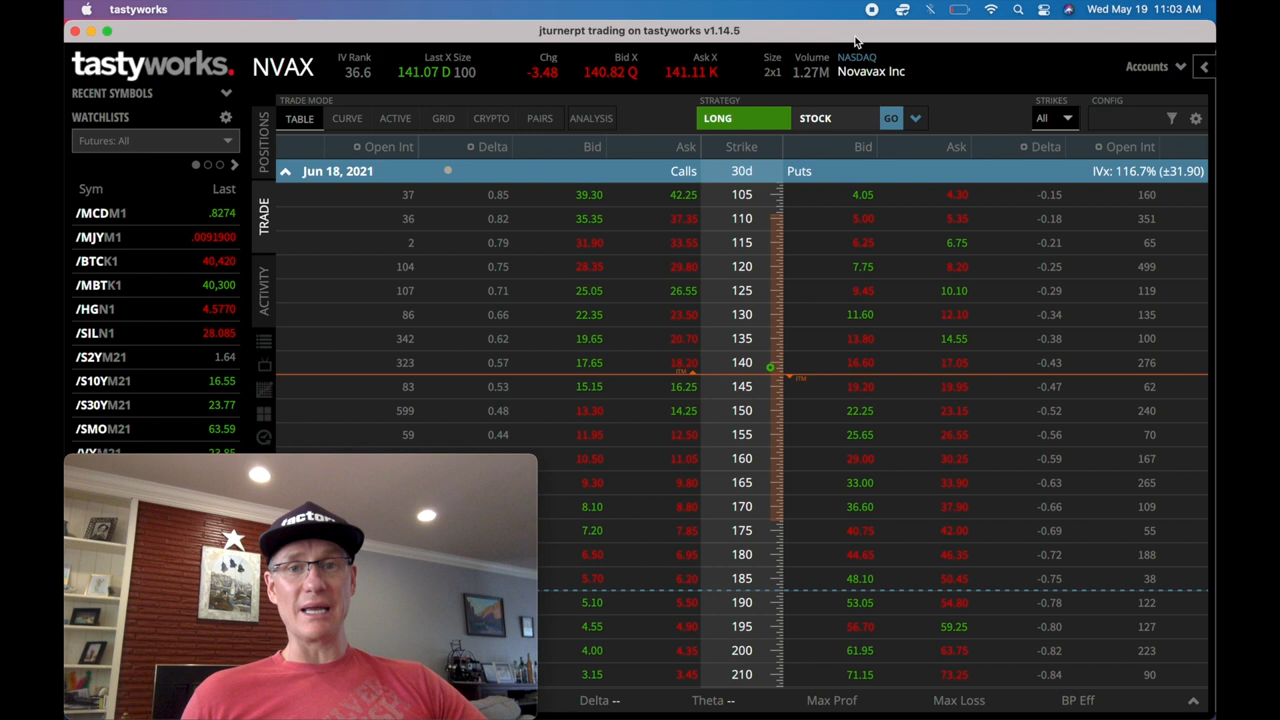 tastyworks
Wed May 19 11:03 AM
jturnerpt trading on tastyworks v1.14.5
tastyworks.
NVAX
IV Rank
36.6
Last X Size
141.07 D 100
Chg
-3.48
Bid X
140.82 Q
Ask X
141.11 K
Size
2x1
Volume
1.27M
NASDAQ
Novavax Inc
Accounts
RECENT SYMBOLS
WATCHLISTS
Futures: All
Sym Last
/MCDM1 .8274
/MJYM1 .0091900
/BTCK1 40,420
/MBTK1 40,300
/HGN1 4.5770
/SILN1 28.085
/S2YM21 1.64
/S10YM21 16.55
/S30YM21 23.77
/SMOM21 63.59
POSITIONS
TRADE
ACTIVITY
TRADE MODE
TABLE CURVE ACTIVE GRID CRYPTO PAIRS ANALYSIS
STRATEGY
LONG STOCK GO
STRIKES
All
CONFIG
Open Int Delta Bid Ask Strike Bid Ask Delta Open Int
Jun 18, 2021 Calls 30d Puts IVx: 116.7% (±31.90)
37 0.85 39.30 42.25 105 4.05 4.30 -0.15 160
36 0.82 35.35 37.35 110 5.00 5.35 -0.18 351
2 0.79 31.90 33.55 115 6.25 6.75 -0.21 65
104 0.75 28.35 29.80 120 7.75 8.20 -0.25 499
107 0.71 25.05 26.55 125 9.45 10.10 -0.29 119
86 0.66 22.35 23.50 130 11.60 12.10 -0.34 135
342 0.62 19.65 20.70 135 13.80 14.55 -0.38 100
323 0.57 17.65 18.20 140 16.60 17.05 -0.43 276
ITM ITM
83 0.53 15.15 16.25 145 19.20 19.95 -0.47 62
599 0.48 13.30 14.25 150 22.25 23.15 -0.52 240
59 0.44 11.95 12.50 155 25.65 26.55 -0.56 70
10.50 11.05 160 29.00 30.25 -0.59 167
9.30 9.80 165 33.00 34.00 -0.63 265
8.10 8.80 170 36.60 37.90 -0.66 109
7.20 7.85 175 40.75 42.00 -0.69 55
6.50 6.95 180 44.65 46.35 -0.72 188
5.70 6.20 185 48.10 50.45 -0.75 38
5.10 5.50 190 53.05 54.80 -0.78 122
4.55 4.90 195 56.70 59.25 -0.80 127
4.00 4.35 200 61.95 63.75 -0.82 223
3.15 3.45 210 71.15 73.25 -0.84 90
Delta -- Theta -- Max Prof Max Loss BP Eff